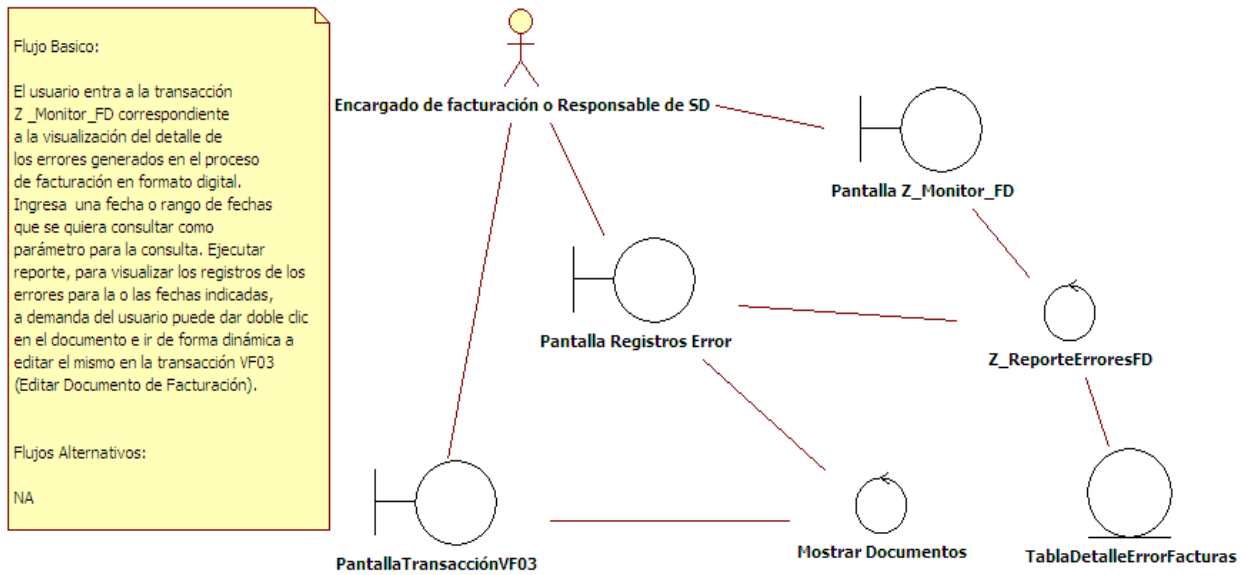 Flujo Basico:
El usuario entra a la transacción
Z _Monitor_FD correspondiente
a la visualización del detalle de
los errores generados en el proceso
de facturación en formato digital.
Ingresa una fecha o rango de fechas
que se quiera consultar como
parámetro para la consulta. Ejecutar
reporte, para visualizar los registros de los
errores para la o las fechas indicadas,
a demanda del usuario puede dar doble clic
en el documento e ir de forma dinámica a
editar el mismo en la transacción VF03
(Editar Documento de Facturación).
Flujos Alternativos:
NA
Encargado de facturación o Responsable de SD
Pantalla Z_Monitor_FD
Pantalla Registros Error
Z_ReporteErroresFD
PantallaTransacciónVF03
Mostrar Documentos
TablaDetalleErrorFacturas